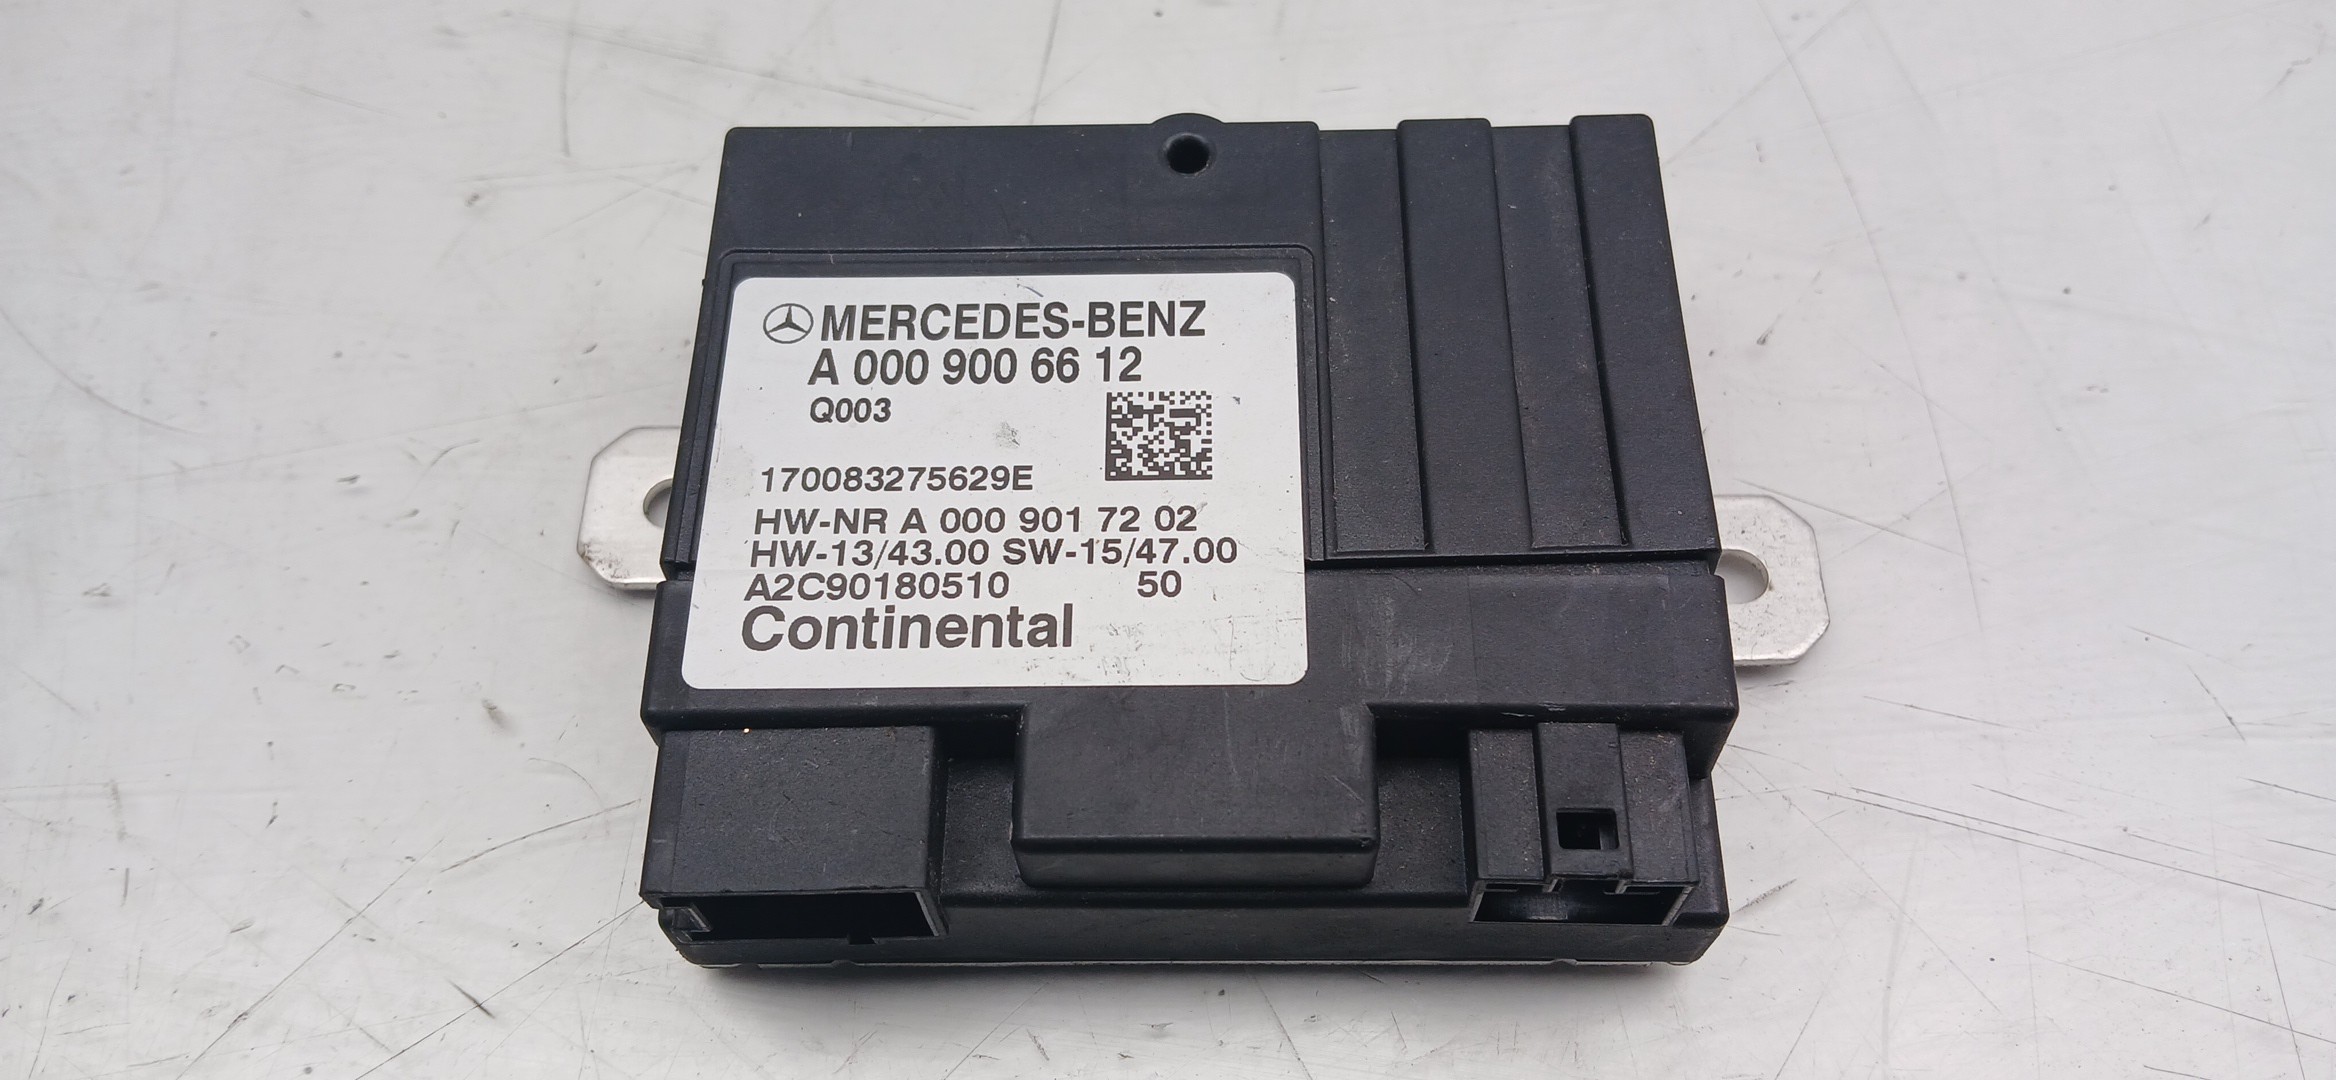 MERCEDES-BENZ
A 000 900 66 12
Q003
170083275629E
HW-NR A 000 901 72 02
HW-13/43.00 SW-15/47.00
A2C90180510 50
Continental